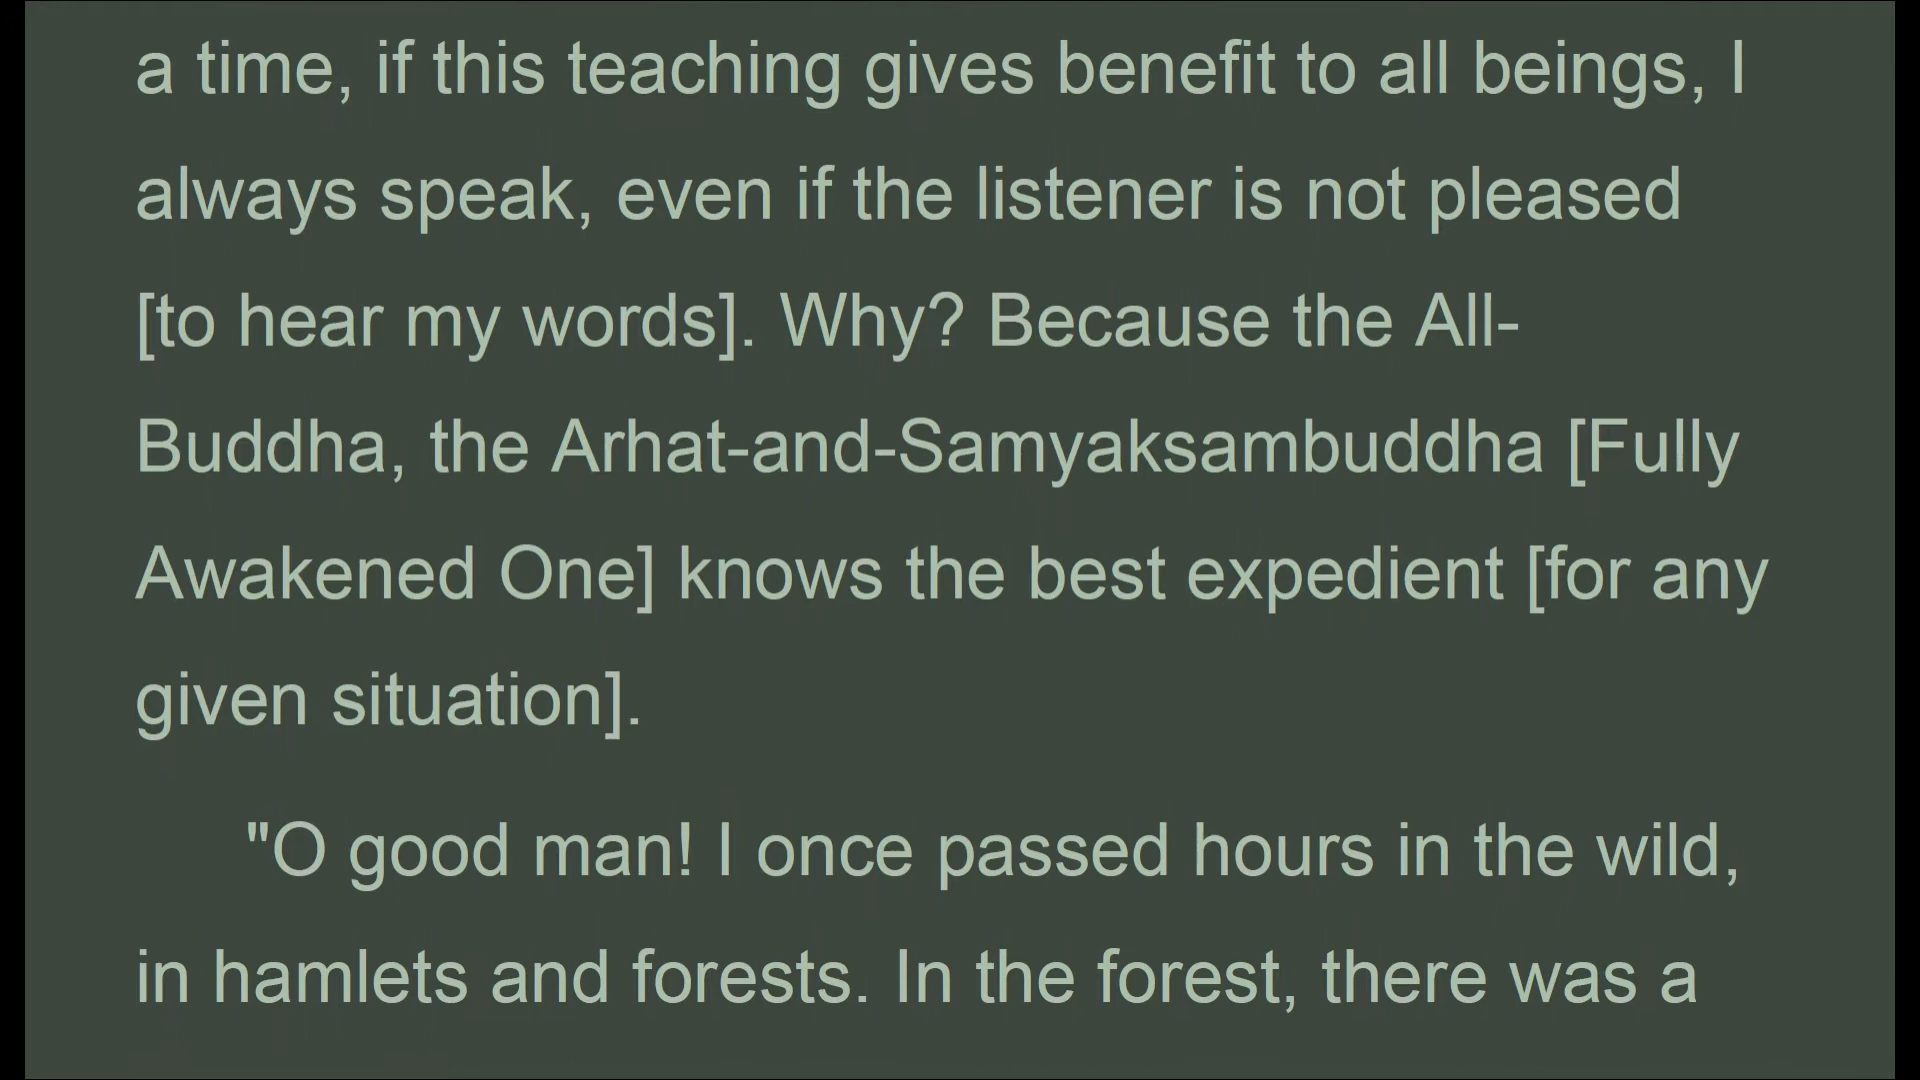 a time, if this teaching gives benefit to all beings, I
always speak, even if the listener is not pleased
[to hear my words]. Why? Because the All-
Buddha, the Arhat-and-Samyaksambuddha [Fully
Awakened One] knows the best expedient [for any
given situation].
"O good man! I once passed hours in the wild,
in hamlets and forests. In the forest, there was a